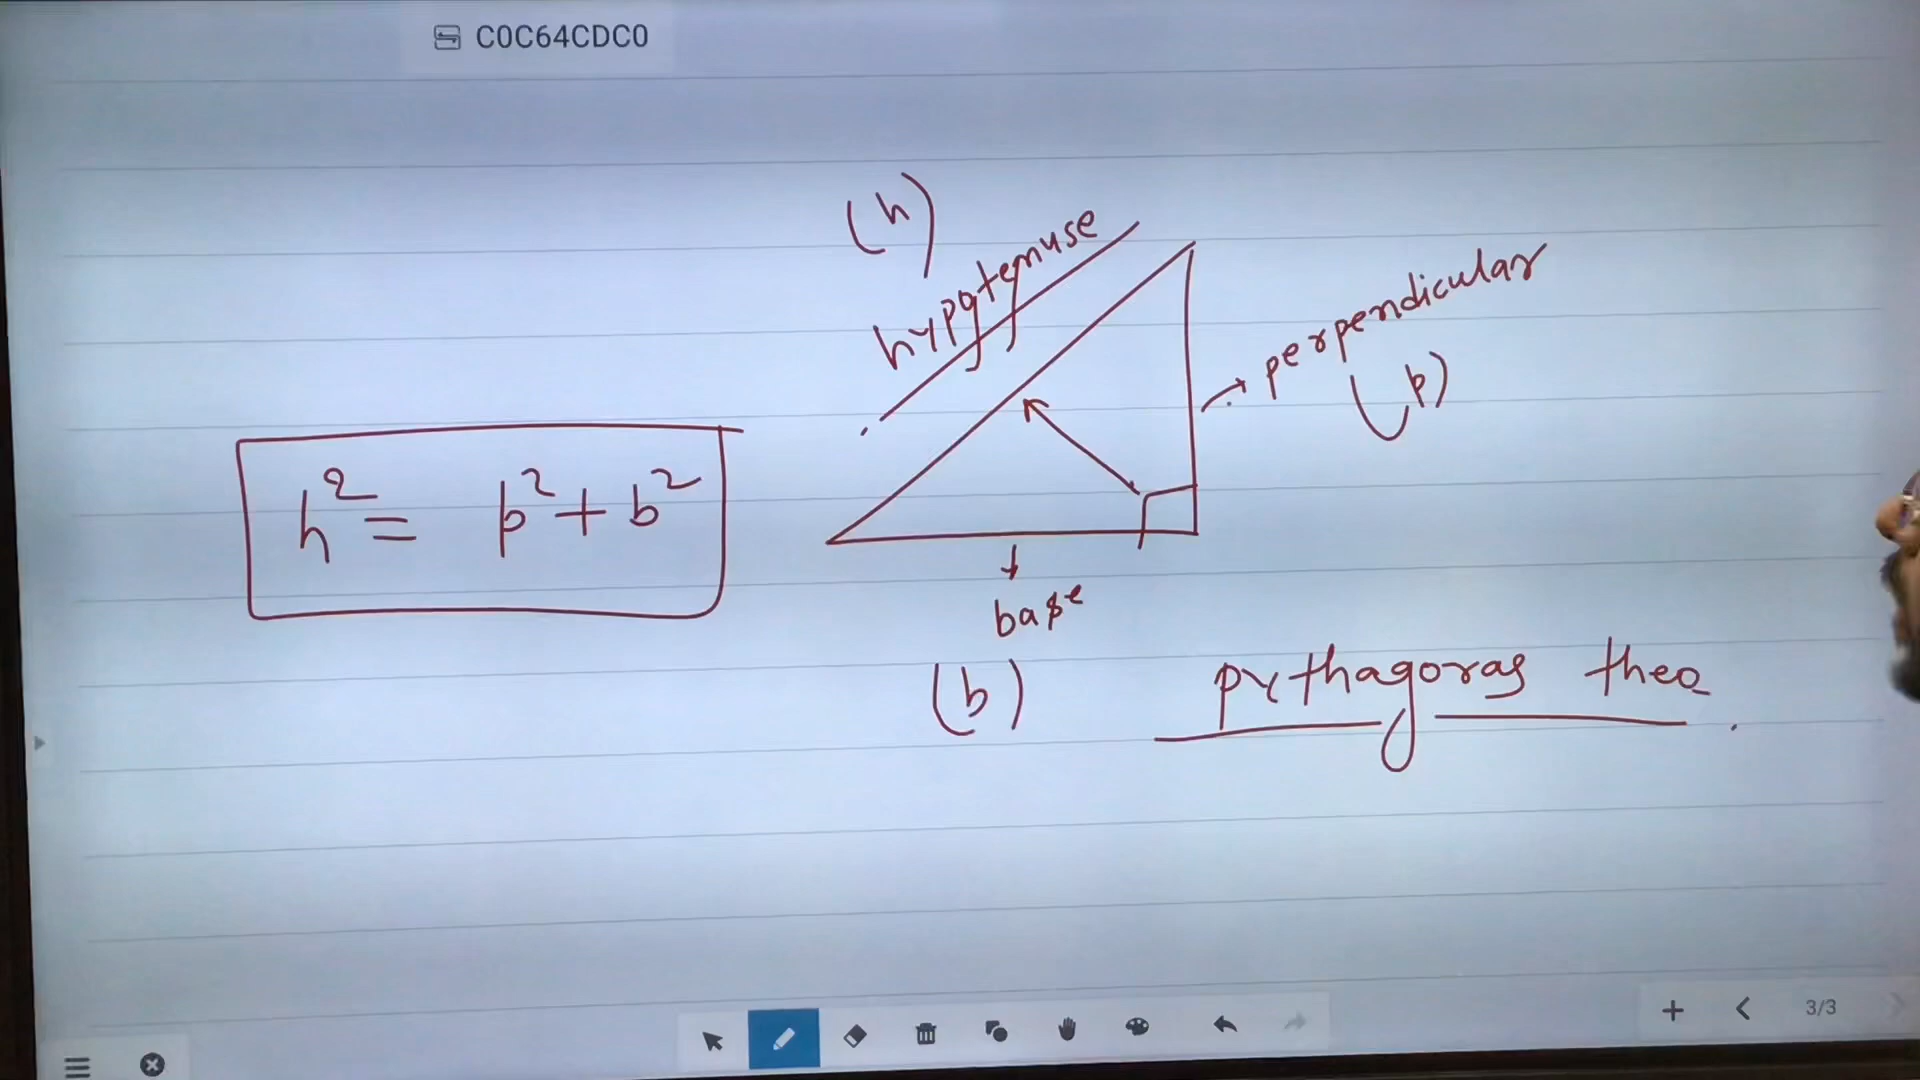 C0C64CDC0
(h)
hypotenuse
perpendicular
(p)
h² = p² + b²
base
(b)
pythagoras theo
3/3